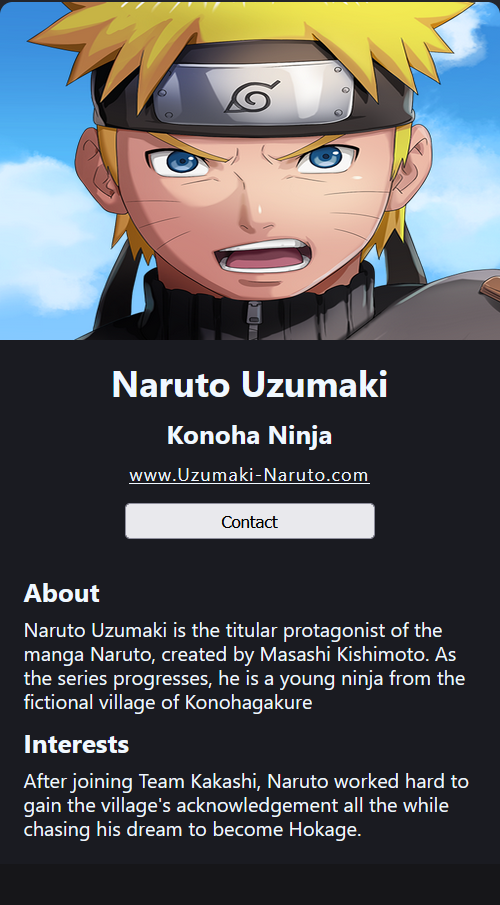 Naruto Uzumaki
Konoha Ninja
www.Uzumaki-Naruto.com
Contact
About
Naruto Uzumaki is the titular protagonist of the
manga Naruto, created by Masashi Kishimoto. As
the series progresses, he is a young ninja from the
fictional village of Konohagakure
Interests
After joining Team Kakashi, Naruto worked hard to
gain the village's acknowledgement all the while
chasing his dream to become Hokage.